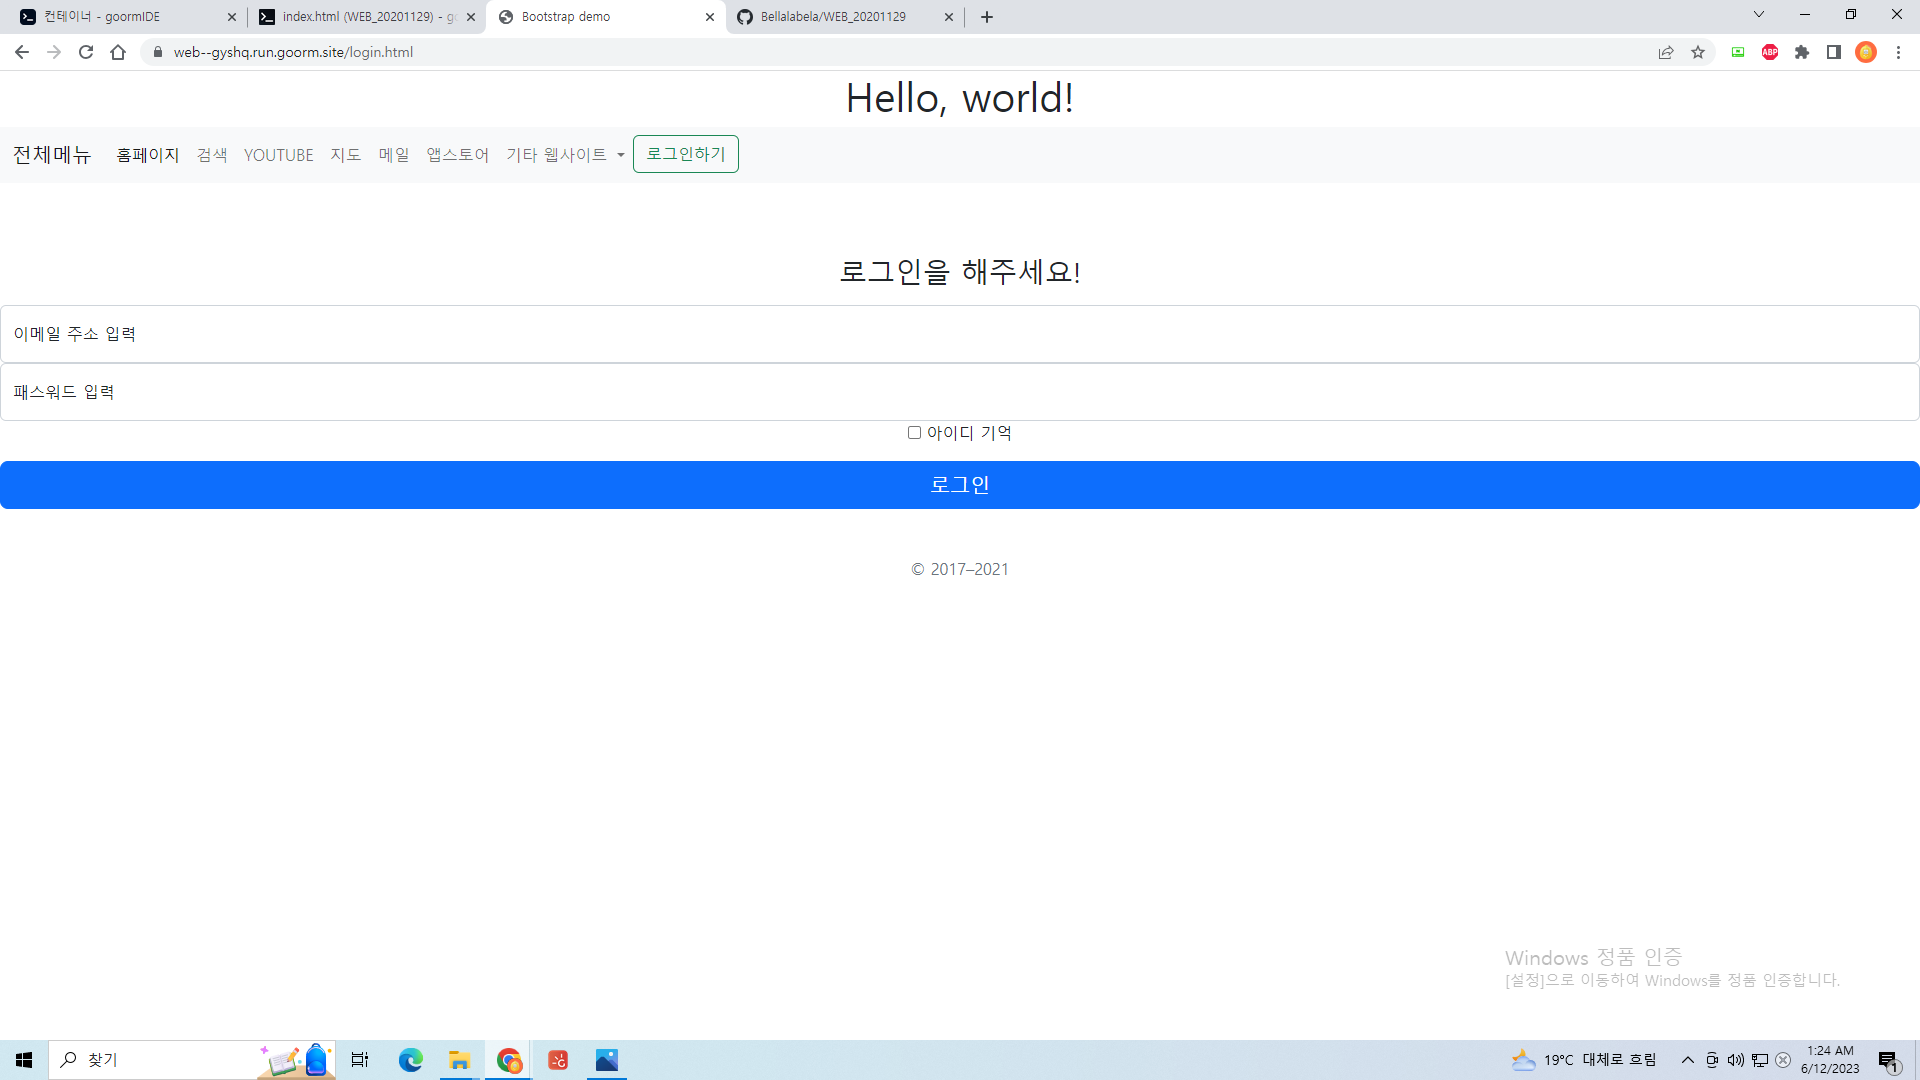 컨테이너 - goormIDE
index.html (WEB_20201129) - go
Bootstrap demo
Bellalabela/WEB_20201129
web--gyshq.run.goorm.site/login.html
ABP
Hello, world!
전체메뉴 홈페이지 검색 YOUTUBE 지도 메일 앱스토어 기타 웹사이트 로그인하기
로그인을 해주세요!
이메일 주소 입력
패스워드 입력
아이디 기억
로그인
© 2017–2021
Windows 정품 인증
[설정]으로 이동하여 Windows를 정품 인증합니다.
찾기
19°C 대체로 흐림
1:24 AM
6/12/2023
1